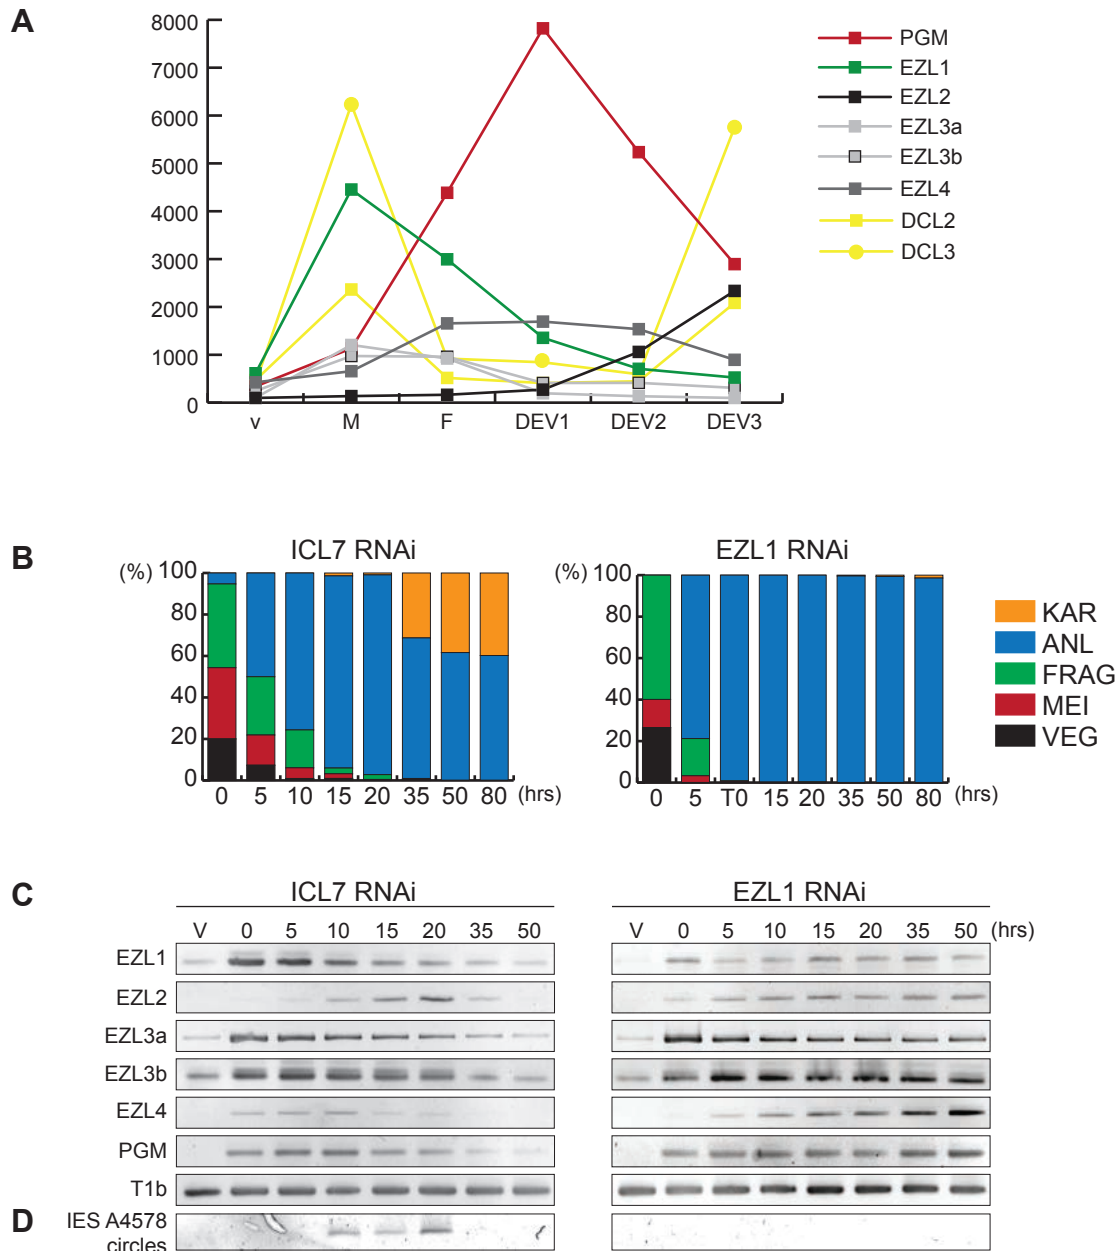 A
8000
7000
6000
5000
4000
3000
2000
1000
0
v M F DEV1 DEV2 DEV3
PGM
EZL1
EZL2
EZL3a
EZL3b
EZL4
DCL2
DCL3
B
ICL7 RNAi
(%) 100
80
60
40
20
0
0 5 10 15 20 35 50 80 (hrs)
EZL1 RNAi
(%) 100
80
60
40
20
0
0 5 T0 15 20 35 50 80 (hrs)
KAR
ANL
FRAG
MEI
VEG
C
ICL7 RNAi
EZL1 RNAi
V 0 5 10 15 20 35 50
V 0 5 10 15 20 35 50 (hrs)
EZL1
EZL2
EZL3a
EZL3b
EZL4
PGM
T1b
D
IES A4578
circles